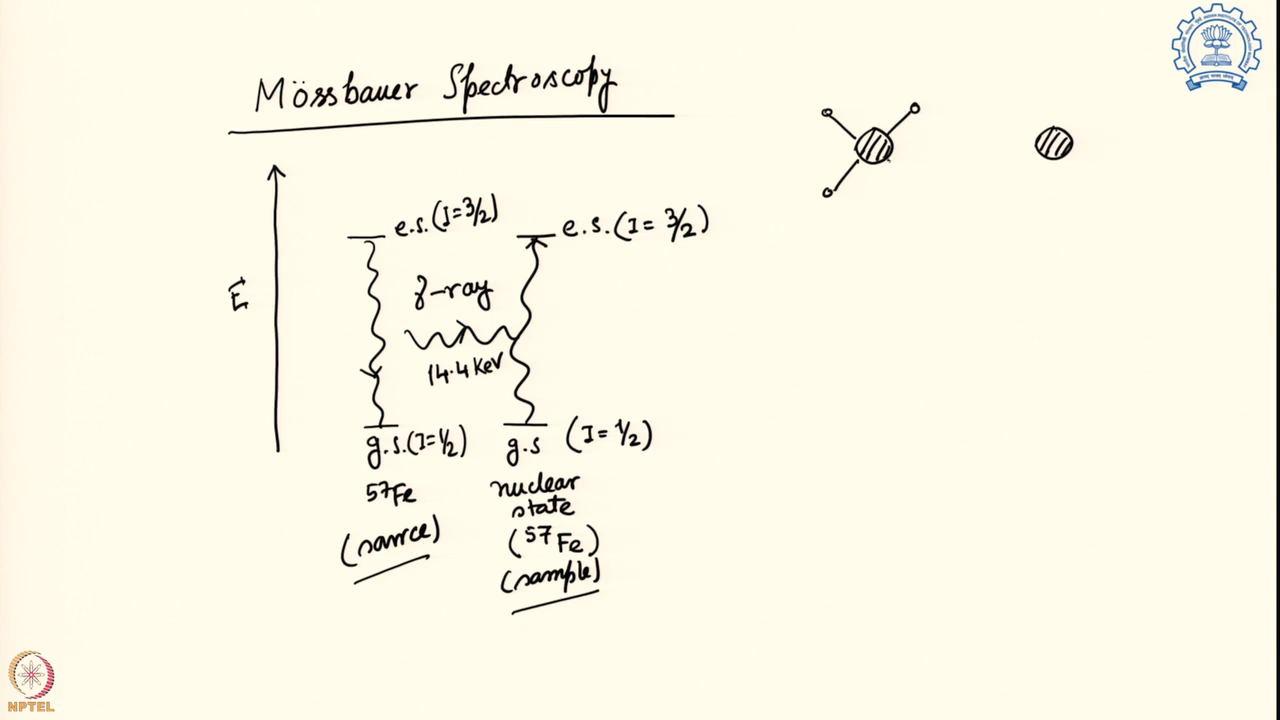 Mössbauer Spectroscopy
E
e.s. (I=3/2)
e.s. (I= 3/2)
γ-ray
14.4 KeV
g.s. (I=1/2)
g.s (I= 1/2)
57Fe
(source)
nuclear
state
(57Fe)
(sample)
NPTEL